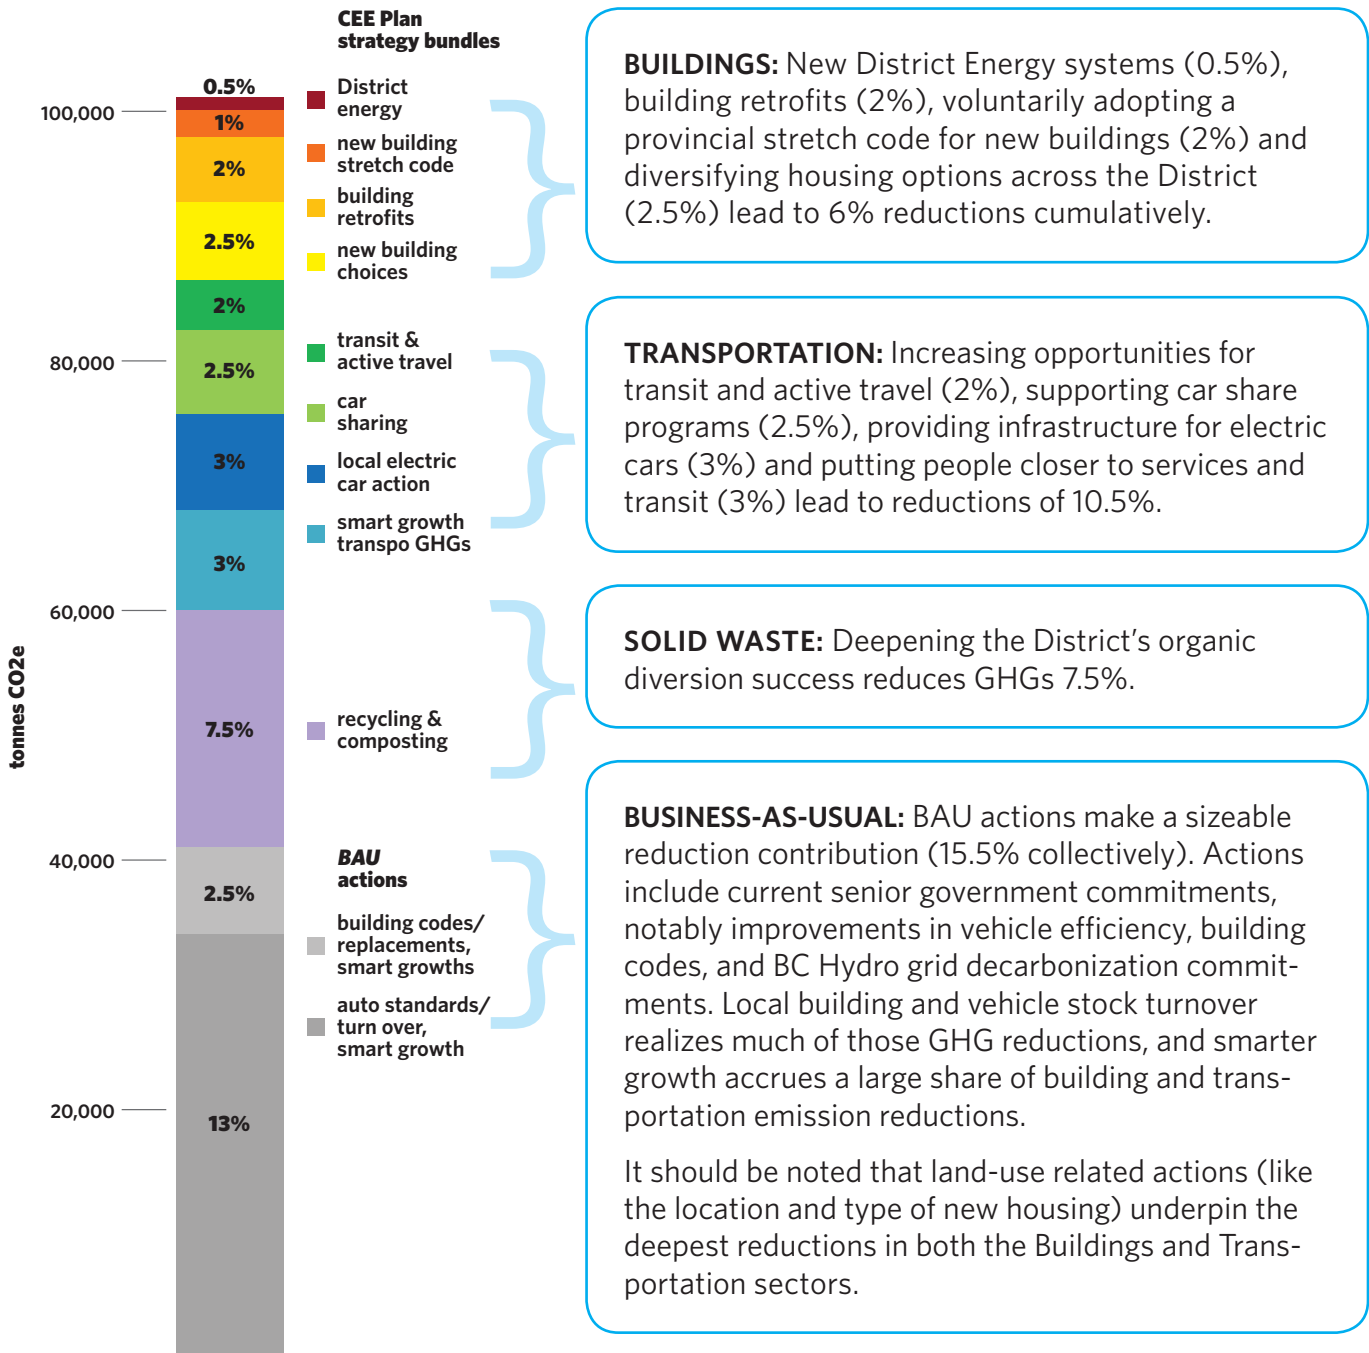 tonnes CO2e
100,000
80,000
60,000
40,000
20,000
0.5%
1%
2%
2.5%
2%
2.5%
3%
3%
7.5%
2.5%
13%
CEE Plan
strategy bundles
District
energy
new building
stretch code
building
retrofits
new building
choices
transit &
active travel
car
sharing
local electric
car action
smart growth
transpo GHGs
recycling &
composting
BAU
actions
building codes/
replacements,
smart growths
auto standards/
turn over,
smart growth
BUILDINGS: New District Energy systems (0.5%),
building retrofits (2%), voluntarily adopting a
provincial stretch code for new buildings (2%) and
diversifying housing options across the District
(2.5%) lead to 6% reductions cumulatively.
TRANSPORTATION: Increasing opportunities for
transit and active travel (2%), supporting car share
programs (2.5%), providing infrastructure for electric
cars (3%) and putting people closer to services and
transit (3%) lead to reductions of 10.5%.
SOLID WASTE: Deepening the District’s organic
diversion success reduces GHGs 7.5%.
BUSINESS-AS-USUAL: BAU actions make a sizeable
reduction contribution (15.5% collectively). Actions
include current senior government commitments,
notably improvements in vehicle efficiency, building
codes, and BC Hydro grid decarbonization commit-
ments. Local building and vehicle stock turnover
realizes much of those GHG reductions, and smarter
growth accrues a large share of building and trans-
portation emission reductions.
It should be noted that land-use related actions (like
the location and type of new housing) underpin the
deepest reductions in both the Buildings and Trans-
portation sectors.